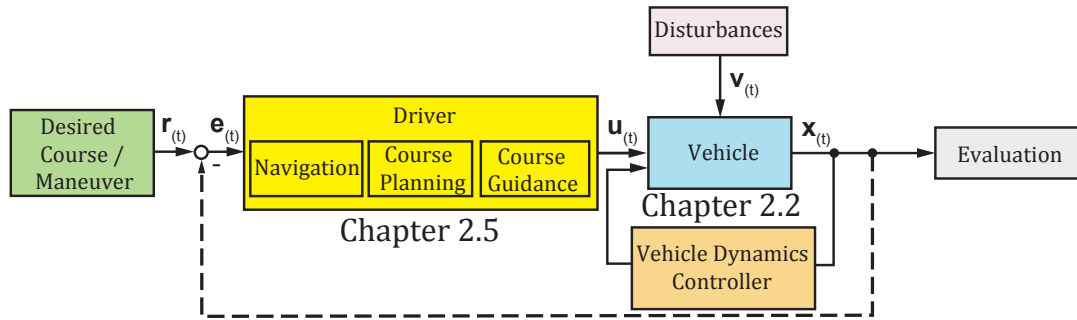 Disturbances
v(t)
Desired
Course /
Maneuver
r(t)
e(t)
-
Driver
Navigation
Course
Planning
Course
Guidance
Chapter 2.5
u(t)
Vehicle
Chapter 2.2
x(t)
Evaluation
Vehicle Dynamics
Controller